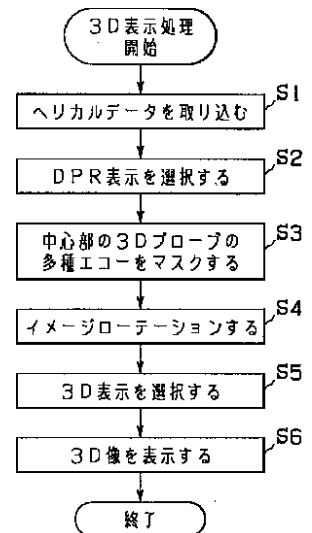 3D表示処理
開始
S1
ヘリカルデータを取り込む
S2
DPR表示を選択する
S3
中心部の3Dプローブの
多種エコーをマスクする
S4
イメージローテーションする
S5
3D表示を選択する
S6
3D像を表示する
終了